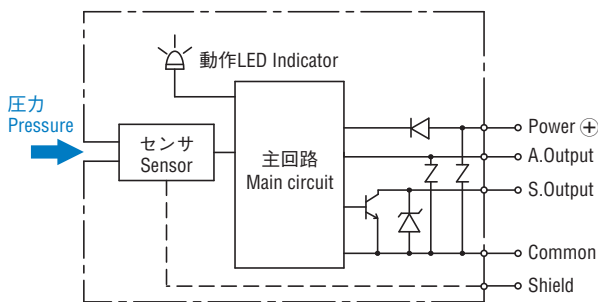 動作LED Indicator
圧力
Pressure
センサ
Sensor
主回路
Main circuit
Power ⊕
A.Output
S.Output
Common
Shield